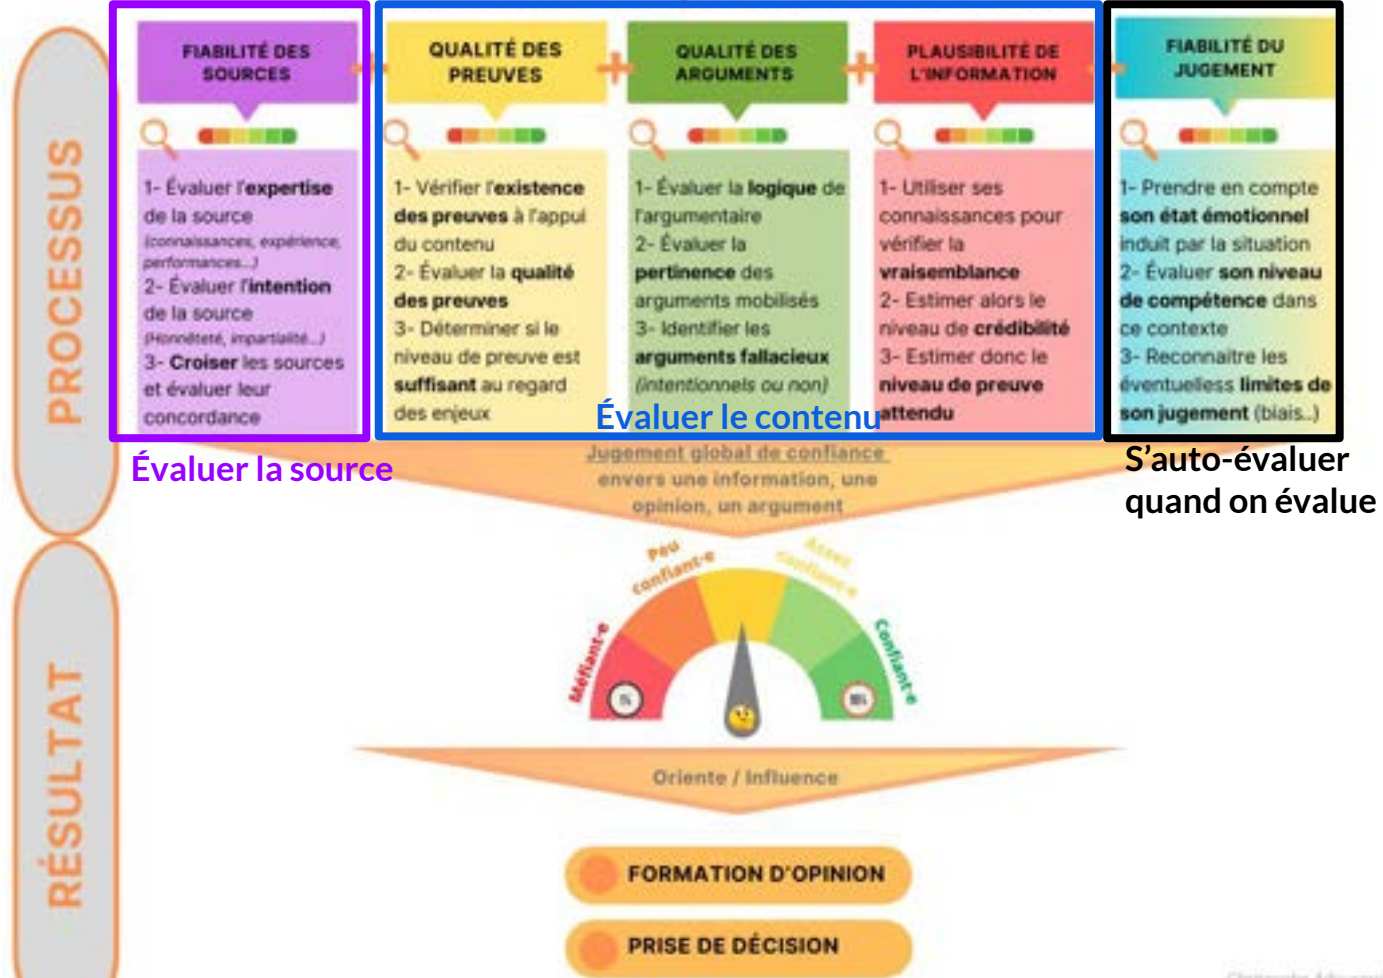 PROCESSUS
FIABILITÉ DES
SOURCES
1- Évaluer l'expertise
de la source
(connaissances, expérience,
performances...)
2- Évaluer l'intention
de la source
(Honnêteté, impartialité...)
3- Croiser les sources
et évaluer leur
concordance
Évaluer la source
QUALITÉ DES
PREUVES
1- Vérifier l'existence
des preuves à l'appui
du contenu
2- Évaluer la qualité
des preuves
3- Déterminer si le
niveau de preuve est
suffisant au regard
des enjeux
QUALITÉ DES
ARGUMENTS
1- Évaluer la logique de
l'argumentaire
2- Évaluer la
pertinence des
arguments mobilisés
3- Identifier les
arguments fallacieux
(intentionnels ou non)
PLAUSIBILITÉ DE
L'INFORMATION
1- Utiliser ses
connaissances pour
vérifier la
vraisemblance
2- Estimer alors le
niveau de crédibilité
3- Estimer donc le
niveau de preuve
attendu
Évaluer le contenu
FIABILITÉ DU
JUGEMENT
1- Prendre en compte
son état émotionnel
induit par la situation
2- Évaluer son niveau
de compétence dans
ce contexte
3- Reconnaitre les
éventuelless limites de
son jugement (biais..)
S'auto-évaluer
quand on évalue
Jugement global de confiance
envers une information, une
opinion, un argument
RÉSULTAT
Méfiant·e
Peu
confiant·e
Assez
confiant·e
Confiant·e
Oriente / Influence
FORMATION D'OPINION
PRISE DE DÉCISION